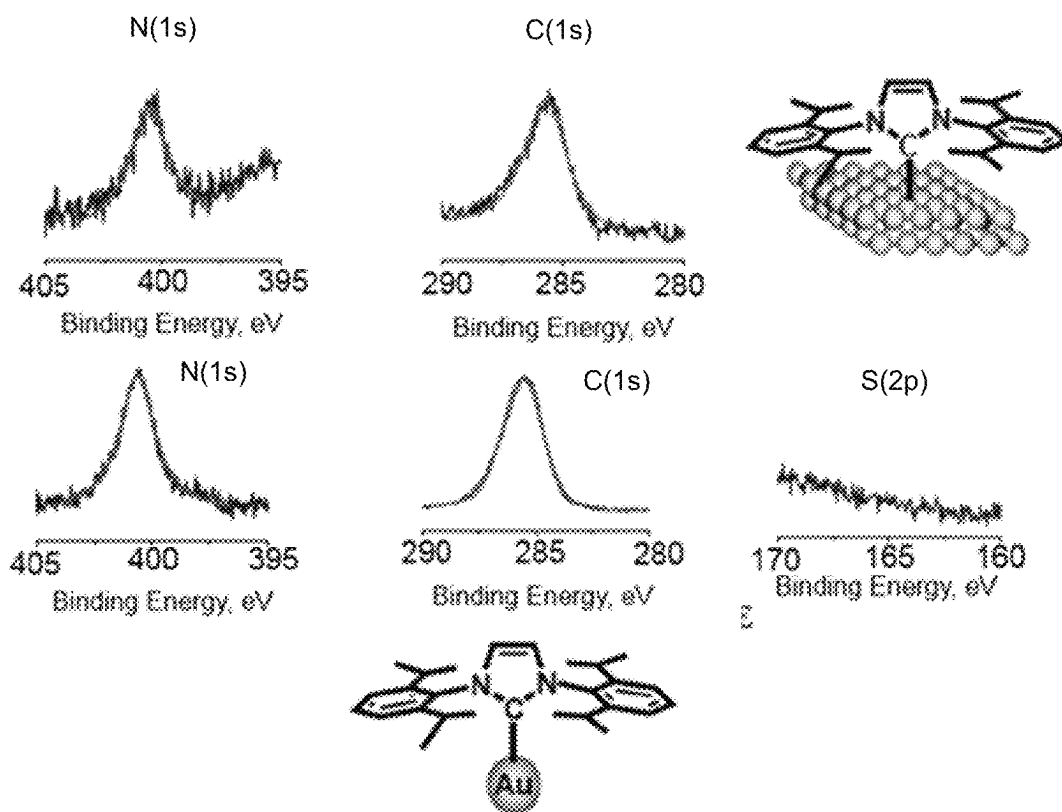 N(1s)
C(1s)
N
N
C
405
400
395
290
285
280
Binding Energy, eV
Binding Energy, eV
N(1s)
C(1s)
S(2p)
405
400
395
290
285
280
170
165
160
Binding Energy, eV
Binding Energy, eV
Binding Energy, eV
N
N
C
Au